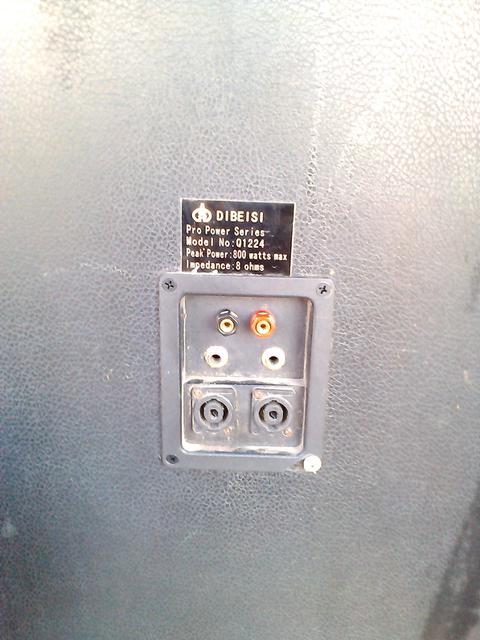 DIBEISI
Pro Power Series
Model No:Q1224
Peak Power:800 watts max
Impedance:8 ohms